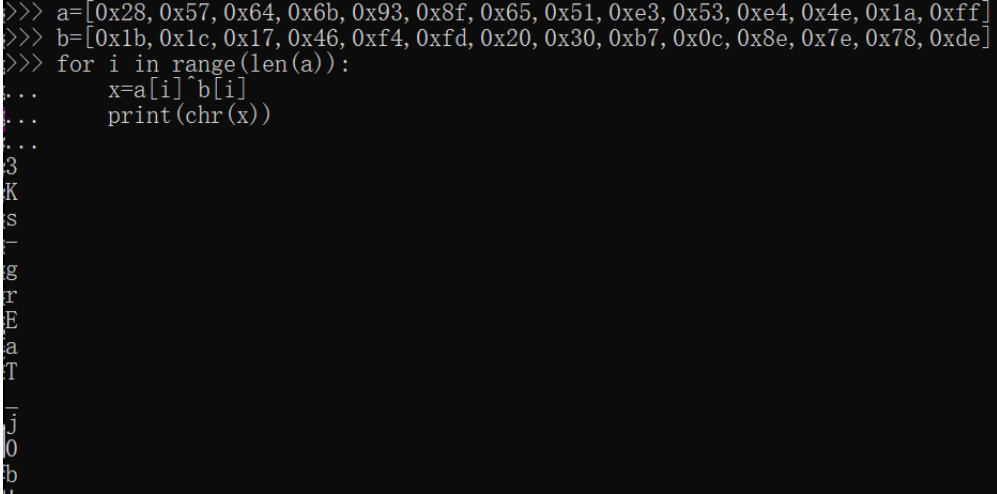 >>> a=[0x28,0x57,0x64,0x6b,0x93,0x8f,0x65,0x51,0xe3,0x53,0xe4,0x4e,0x1a,0xff]
>>> b=[0x1b,0x1c,0x17,0x46,0xf4,0xfd,0x20,0x30,0xb7,0x0c,0x8e,0x7e,0x78,0xde]
>>> for i in range(len(a)):
...     x=a[i]^b[i]
...     print(chr(x))
...
3
K
s
-
g
r
E
a
T
_
j
0
b